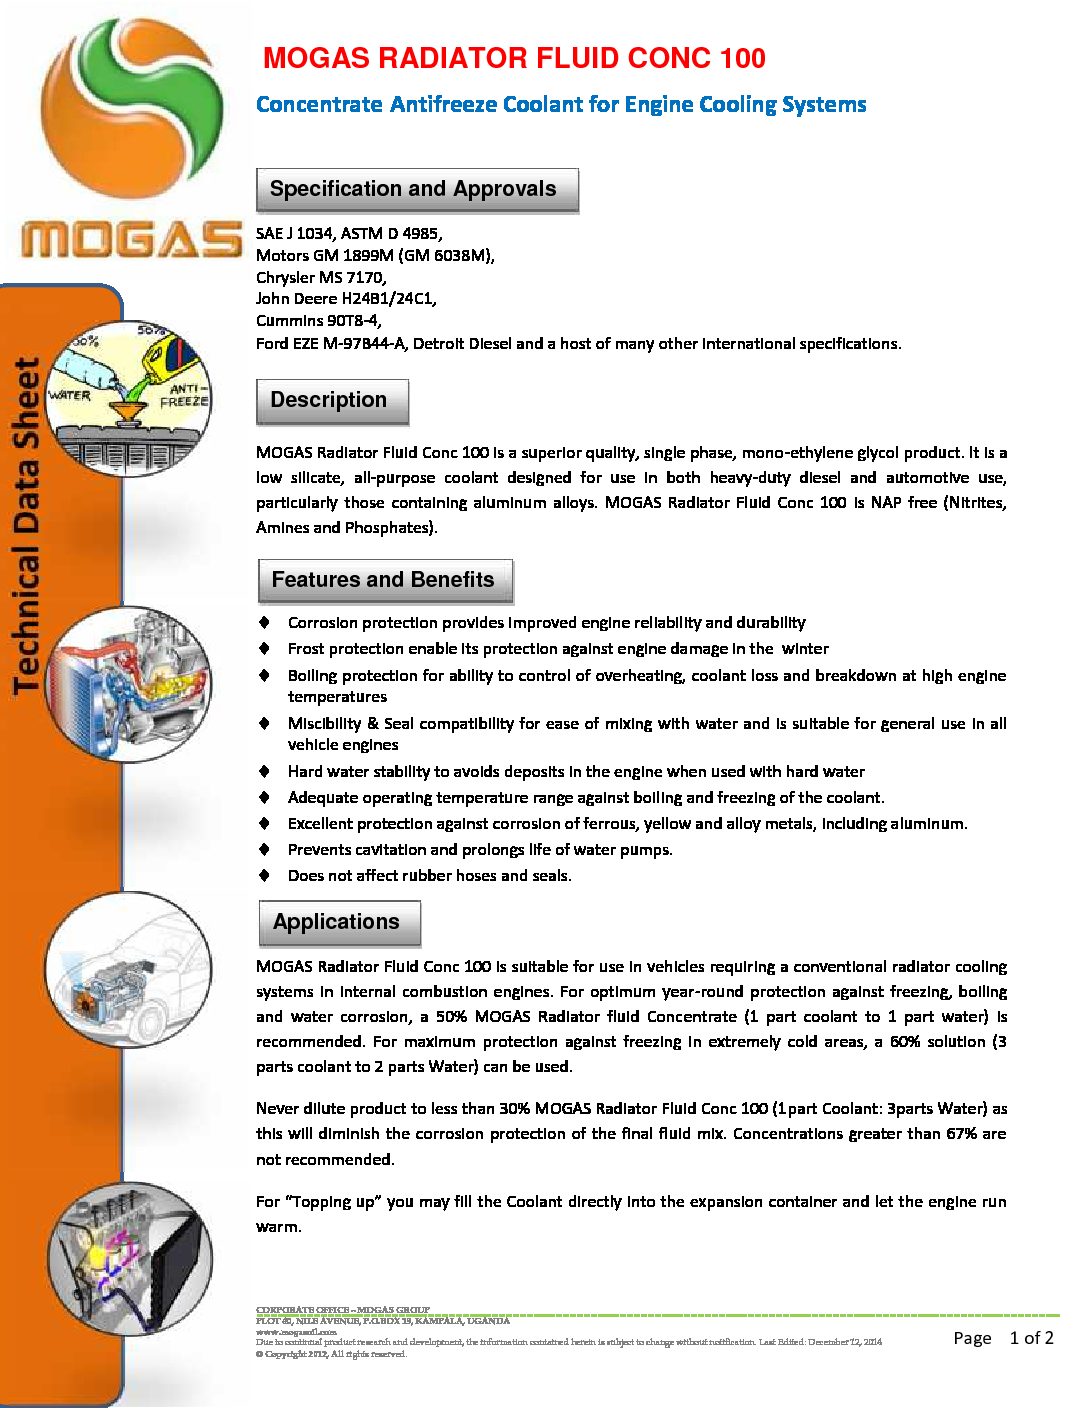 MOGAS RADIATOR FLUID CONC 100
Concentrate Antifreeze Coolant for Engine Cooling Systems
MOGAS
Specification and Approvals
SAE J 1034, ASTM D 4985,
Motors GM 1899M (GM 6038M),
Chrysler MS 7170,
John Deere H24B1/24C1,
Cummins 90T8-4,
Ford EZE M-97B44-A, Detroit Diesel and a host of many other international specifications.
Technical Data Sheet
50%
50%
WATER
ANTI-
FREEZE
Description
MOGAS Radiator Fluid Conc 100 is a superior quality, single phase, mono-ethylene glycol product. It is a
low silicate, all-purpose coolant designed for use in both heavy-duty diesel and automotive use,
particularly those containing aluminum alloys. MOGAS Radiator Fluid Conc 100 is NAP free (Nitrites,
Amines and Phosphates).
Features and Benefits
♦ Corrosion protection provides improved engine reliability and durability
♦ Frost protection enable its protection against engine damage in the winter
♦ Boiling protection for ability to control of overheating, coolant loss and breakdown at high engine
temperatures
♦ Miscibility & Seal compatibility for ease of mixing with water and is suitable for general use in all
vehicle engines
♦ Hard water stability to avoids deposits in the engine when used with hard water
♦ Adequate operating temperature range against boiling and freezing of the coolant.
♦ Excellent protection against corrosion of ferrous, yellow and alloy metals, including aluminum.
♦ Prevents cavitation and prolongs life of water pumps.
♦ Does not affect rubber hoses and seals.
Applications
MOGAS Radiator Fluid Conc 100 is suitable for use in vehicles requiring a conventional radiator cooling
systems in internal combustion engines. For optimum year-round protection against freezing, boiling
and water corrosion, a 50% MOGAS Radiator fluid Concentrate (1 part coolant to 1 part water) is
recommended. For maximum protection against freezing in extremely cold areas, a 60% solution (3
parts coolant to 2 parts Water) can be used.
Never dilute product to less than 30% MOGAS Radiator Fluid Conc 100 (1part Coolant: 3parts Water) as
this will diminish the corrosion protection of the final fluid mix. Concentrations greater than 67% are
not recommended.
For “Topping up” you may fill the Coolant directly into the expansion container and let the engine run
warm.
CORPORATE OFFICE – MOGAS GROUP
PLOT 60, NILE AVENUE, P.O.BOX 19, KAMPALA, UGANDA
www.mogasoil.com
Due to continual product research and development, the information contained herein is subject to change without notification. Last Edited: December 12, 2014
© Copyright 2012, All rights reserved.
Page 1 of 2